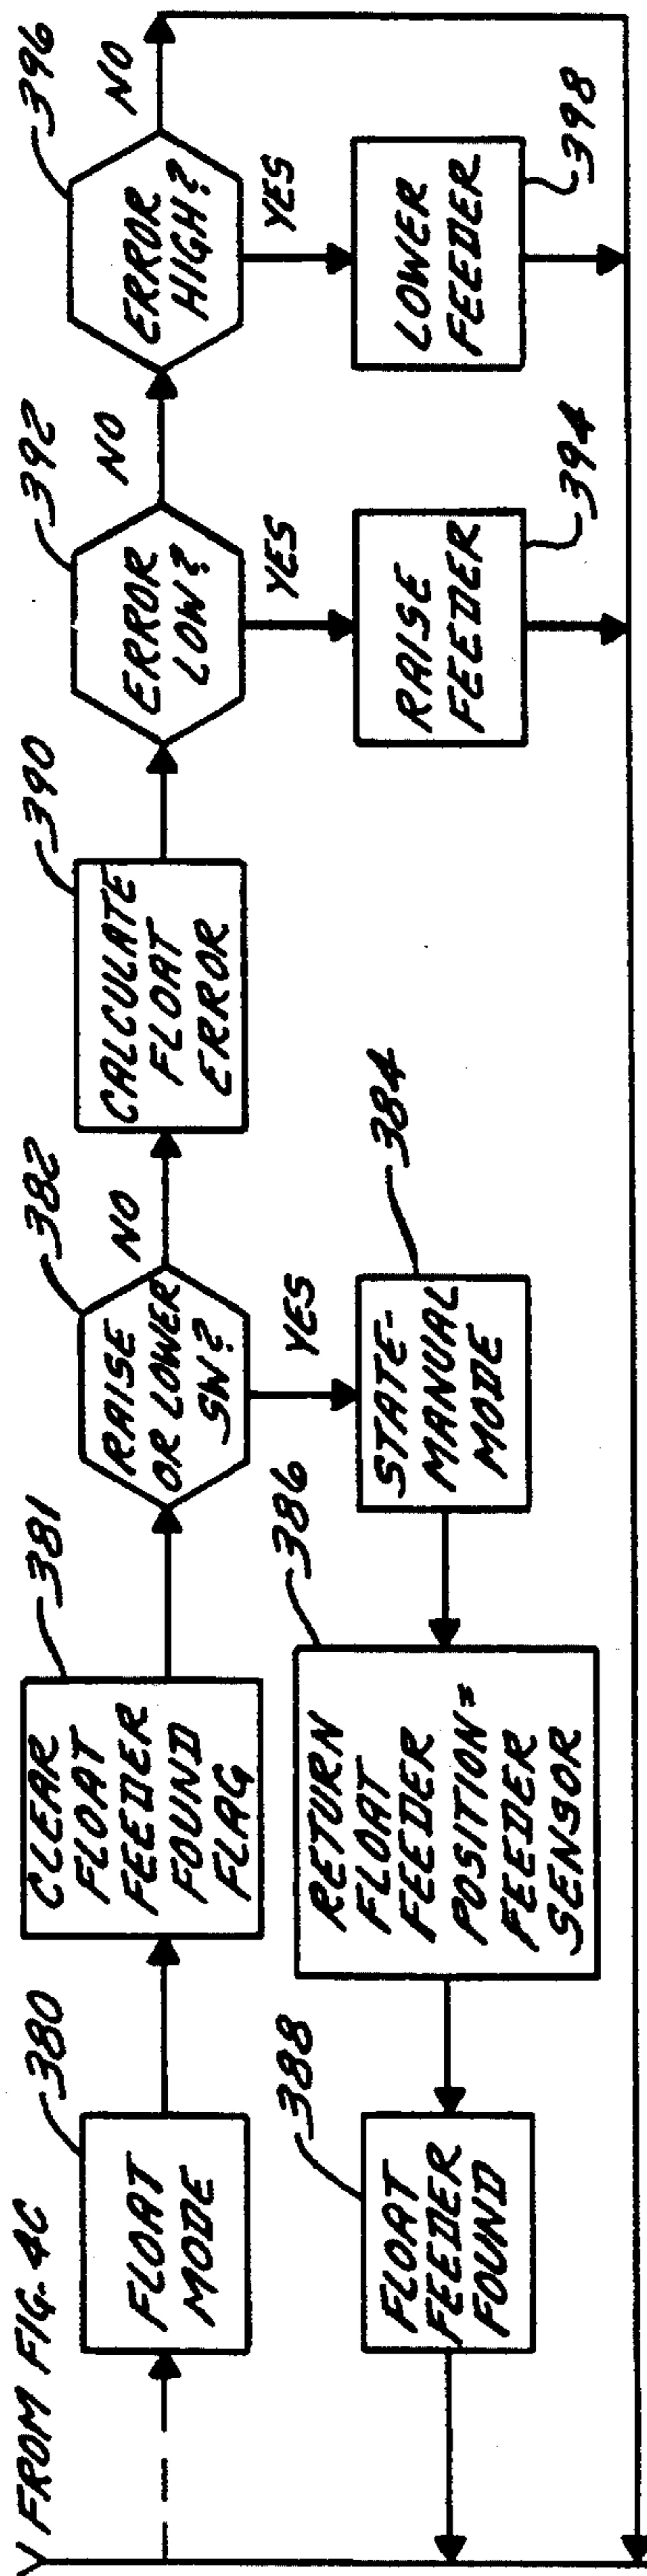 FROM FIG. 4C
380
FLOAT
MODE
381
CLEAR
FLOAT
FEEDER
FOUND
FLAG
382
RAISE
OR LOWER
SW?
NO
YES
384
STATE-
MANUAL
MODE
386
RETURN
FLOAT
FEEDER
POSITION=
FEEDER
SENSOR
388
FLOAT
FEEDER
FOUND
390
CALCULATE
FLOAT
ERROR
392
ERROR
LOW?
NO
YES
RAISE
FEEDER
394
396
ERROR
HIGH?
NO
YES
LOWER
FEEDER
398